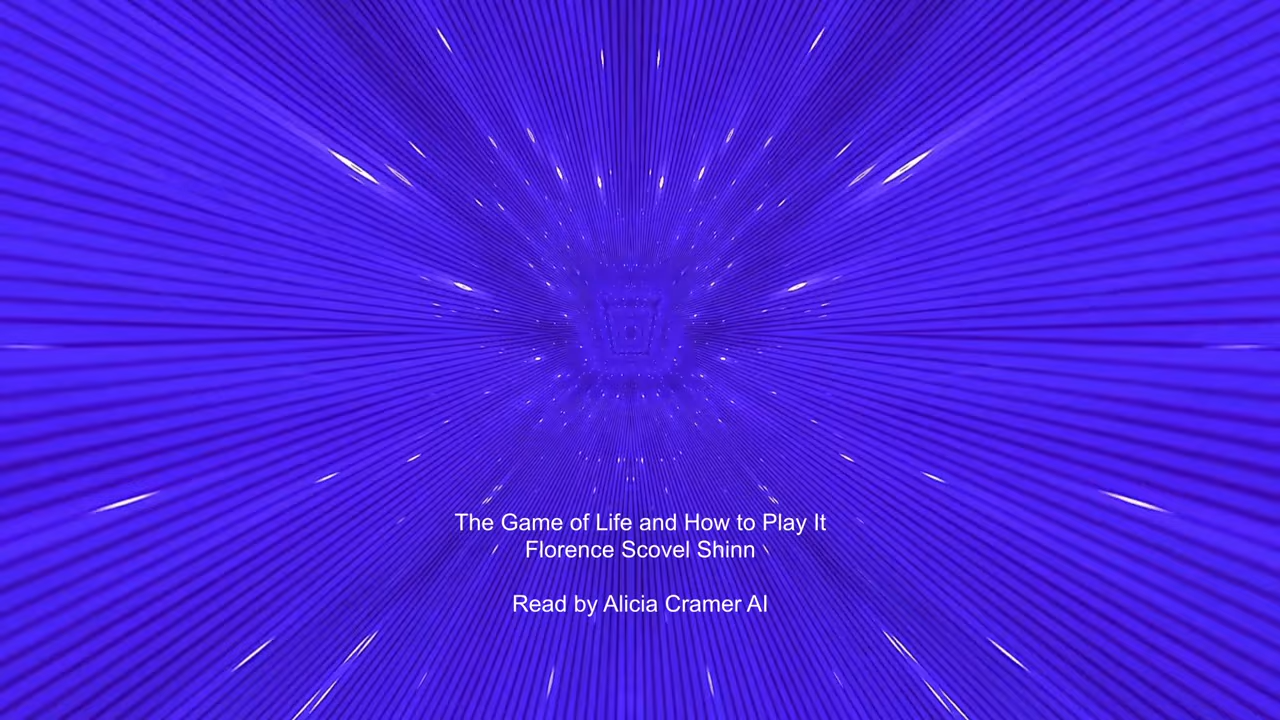 The Game of Life and How to Play It
Florence Scovel Shinn
Read by Alicia Cramer AI